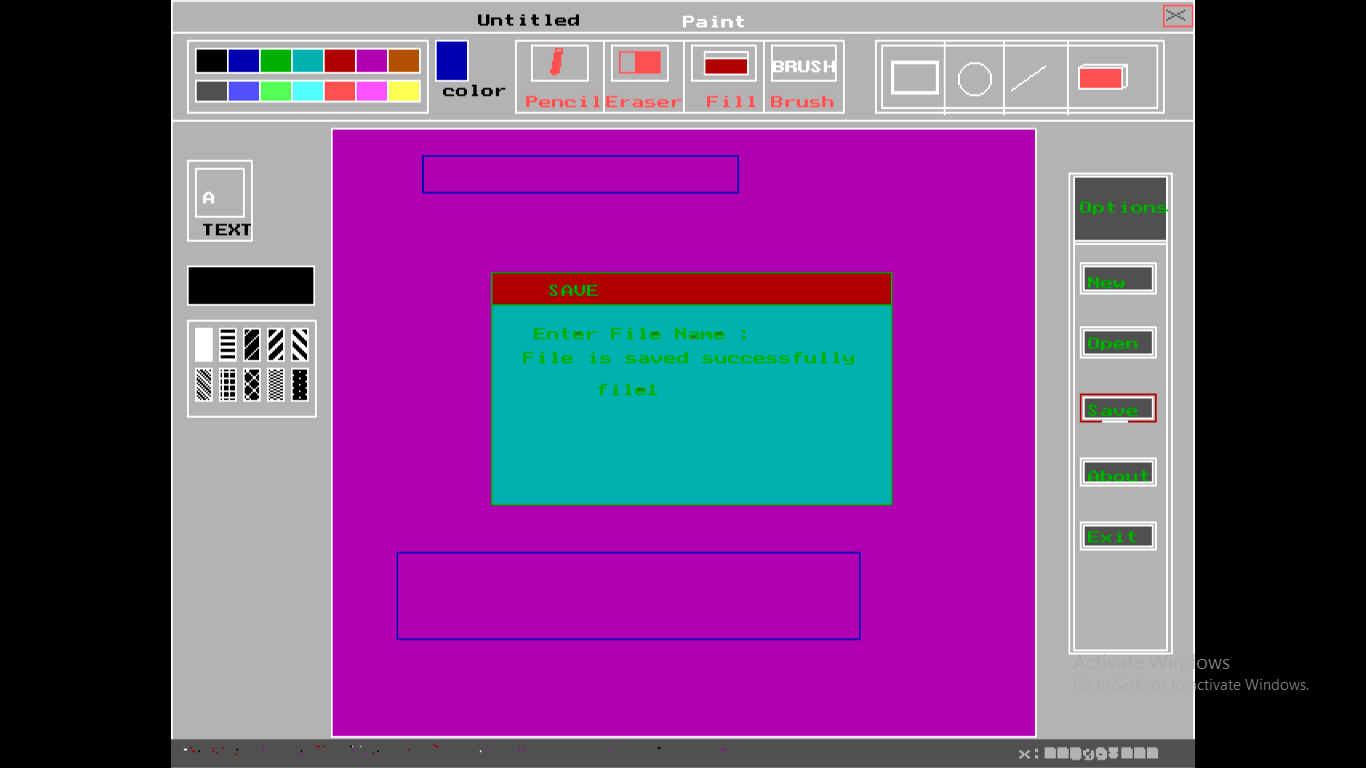 Untitled Paint
color
BRUSH
Pencil Eraser Fill Brush
A
TEXT
Options
New
Open
Save
About
Exit
SAVE
Enter File Name :
File is saved successfully
file1
Activate Windows
Go to Settings to activate Windows.
x: